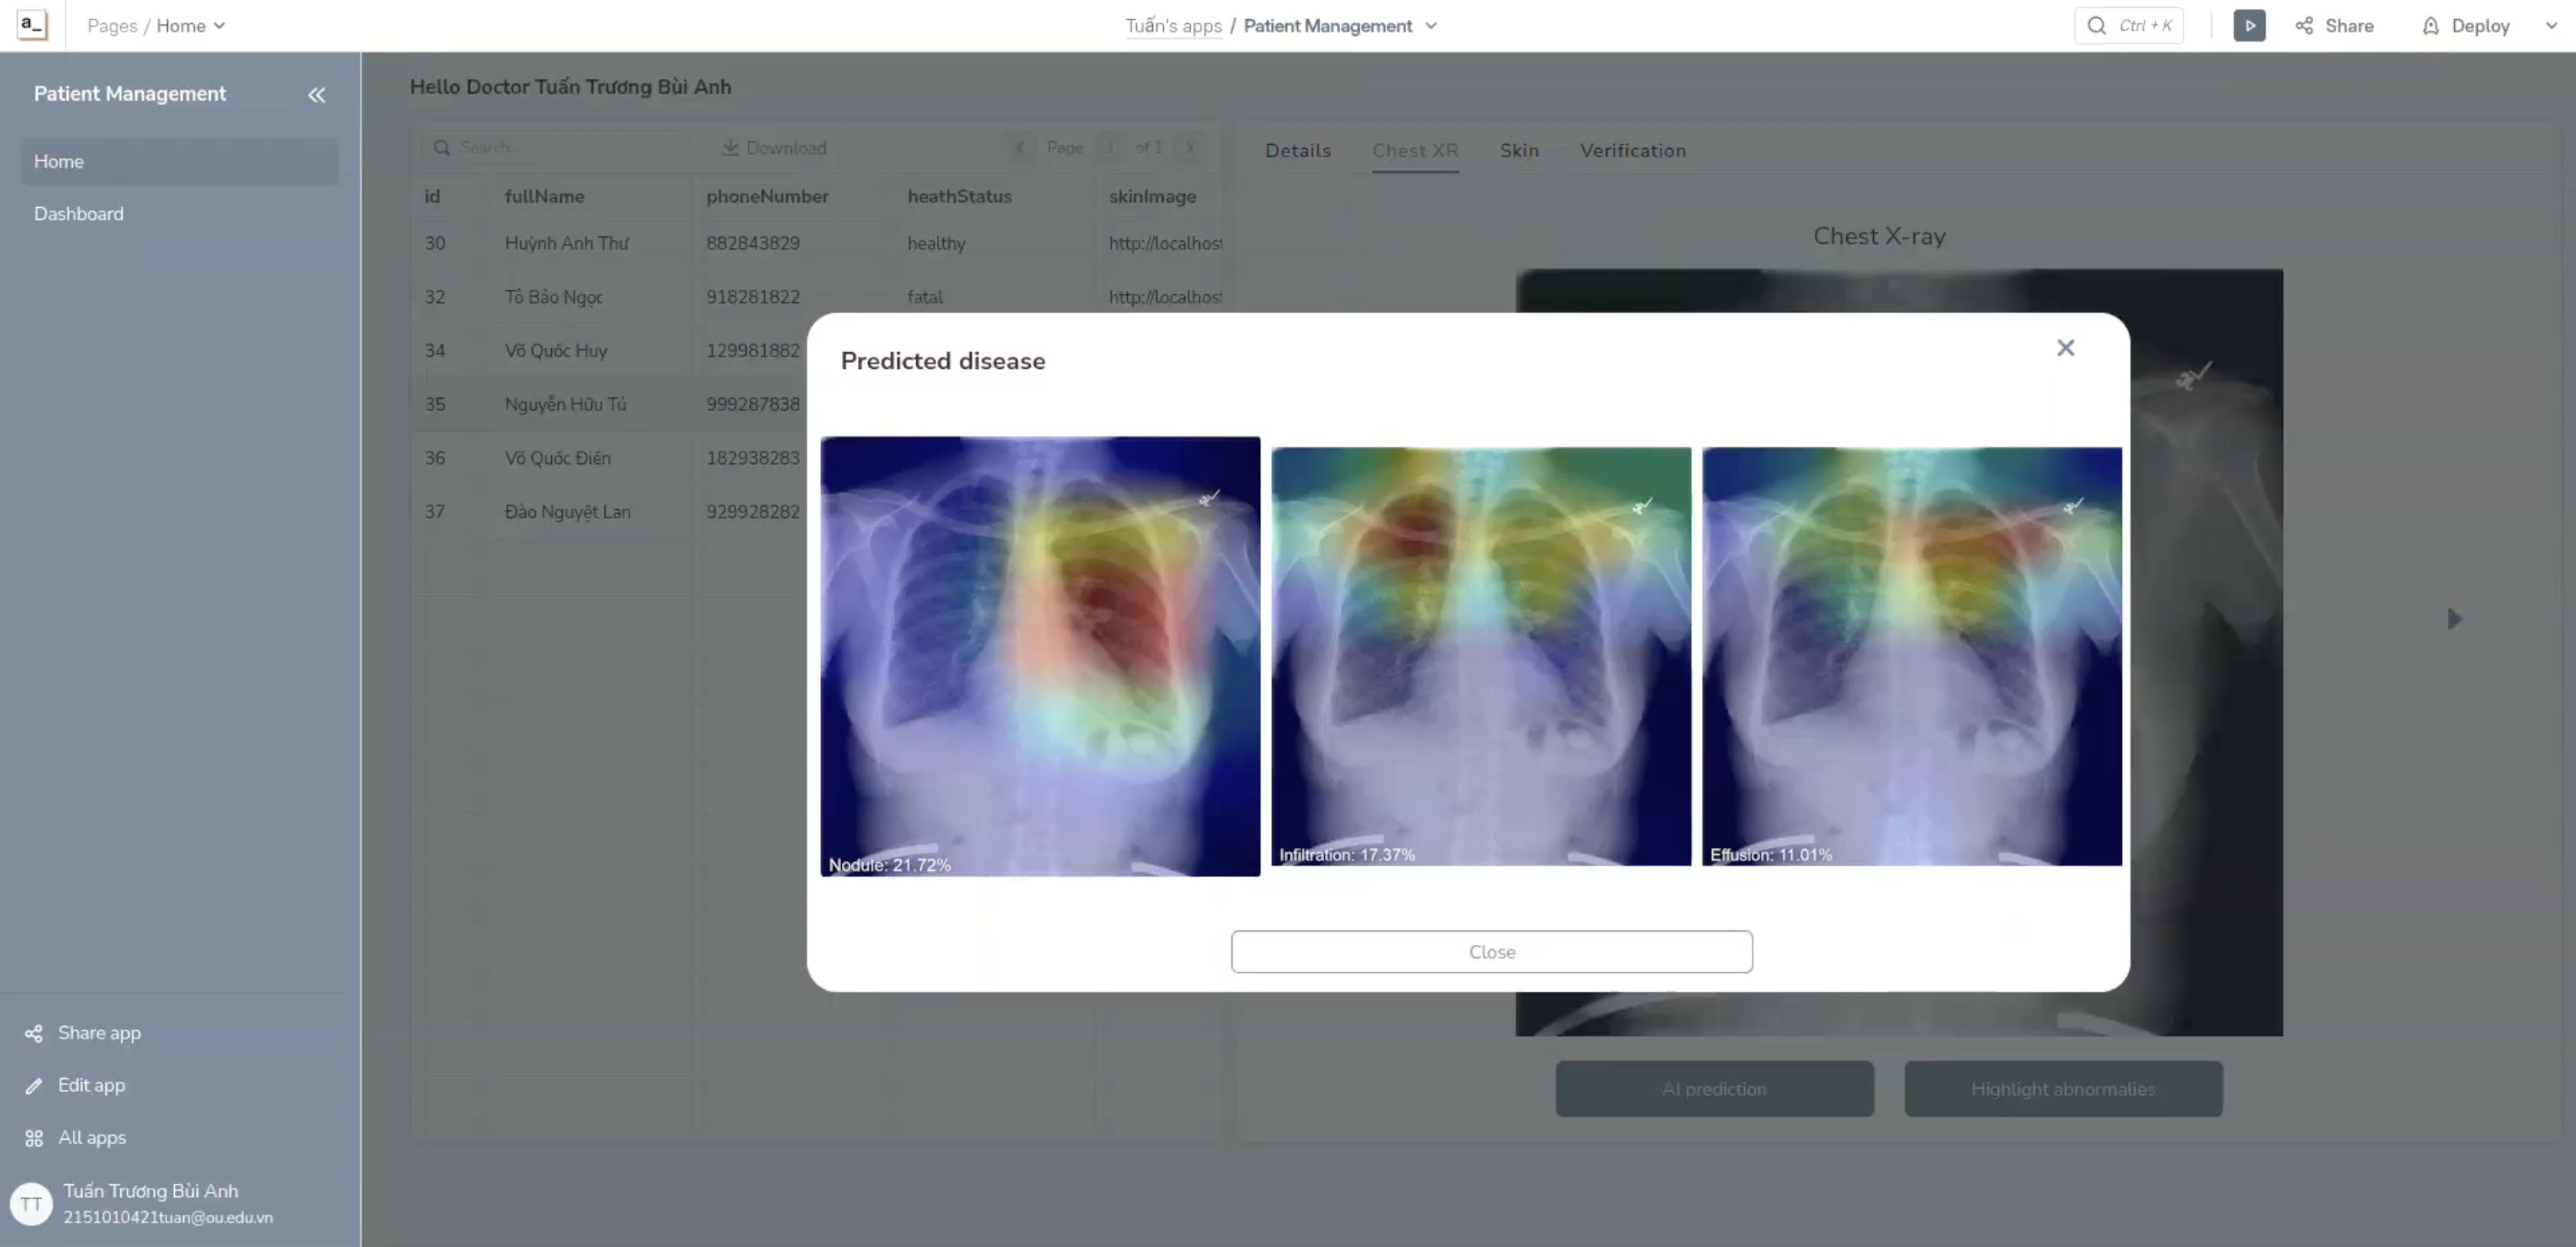 a_
Pages / Home
Tuấn's apps / Patient Management
Ctrl + K
Share
Deploy
Patient Management
Home
Dashboard
Hello Doctor Tuấn Trương Bùi Anh
Search...
Download
Page 1 of 1
id fullName phoneNumber heathStatus skinImage
30 Huỳnh Anh Thư 882843829 healthy http://localhost
32 Tô Bảo Ngọc 918281822 fatal http://localhost
34 Võ Quốc Huy 129981882
35 Nguyễn Hữu Tú 999287838
36 Võ Quốc Điền 182938283
37 Đào Nguyệt Lan 929928282
Details Chest XR Skin Verification
Chest X-ray
Predicted disease
Nodule: 21.72%
Infiltration: 17.37%
Effusion: 11.01%
Close
AI prediction
Highlight abnormalies
Share app
Edit app
All apps
TT
Tuấn Trương Bùi Anh
2151010421tuan@ou.edu.vn